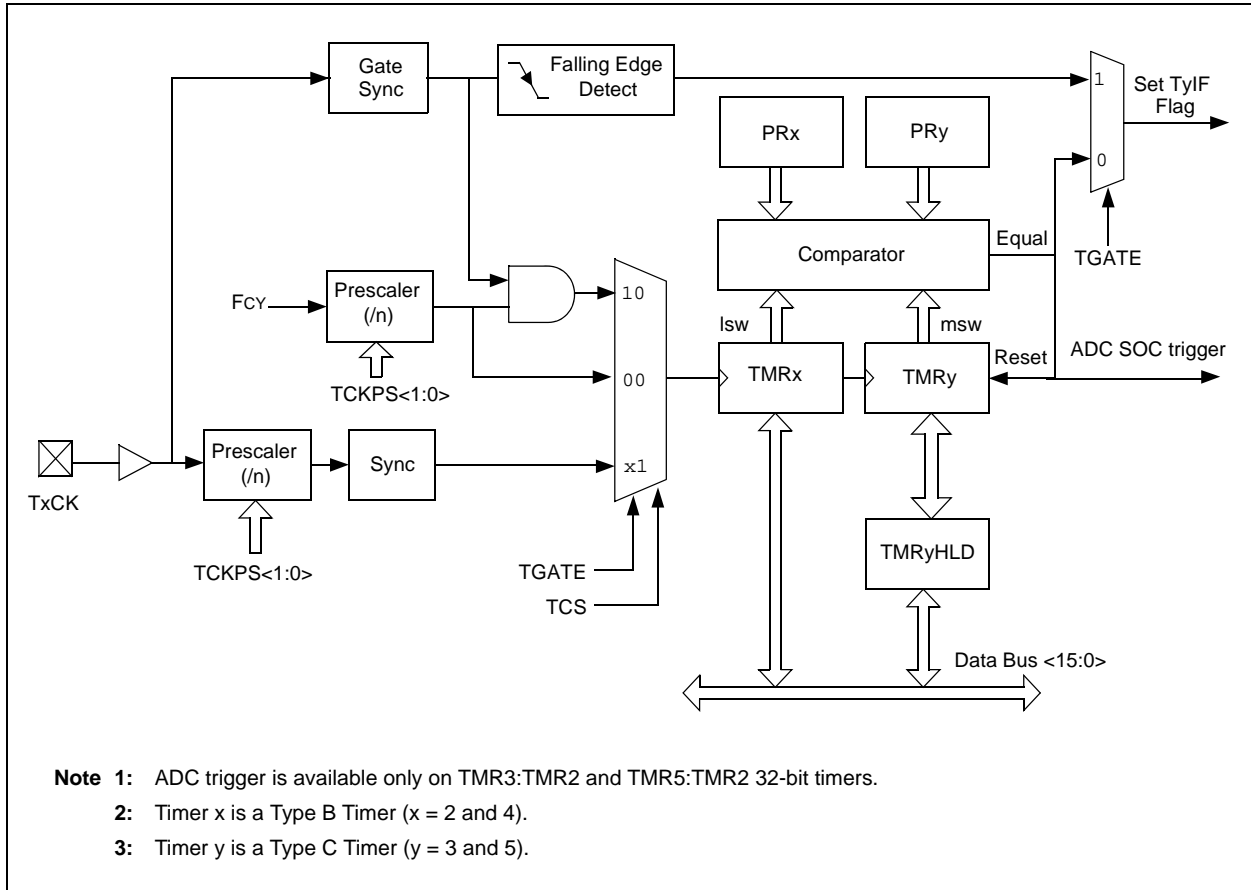 Gate
Sync
Falling Edge
Detect
1
Set TyIF
Flag
PRx
PRy
0
Comparator
Equal
TGATE
FCY
Prescaler
(/n)
10
lsw
msw
TCKPS<1:0>
00
TMRx
TMRy
Reset
ADC SOC trigger
TxCK
Prescaler
(/n)
Sync
x1
TCKPS<1:0>
TGATE
TCS
TMRyHLD
Data Bus <15:0>
Note 1: ADC trigger is available only on TMR3:TMR2 and TMR5:TMR2 32-bit timers.
2: Timer x is a Type B Timer (x = 2 and 4).
3: Timer y is a Type C Timer (y = 3 and 5).